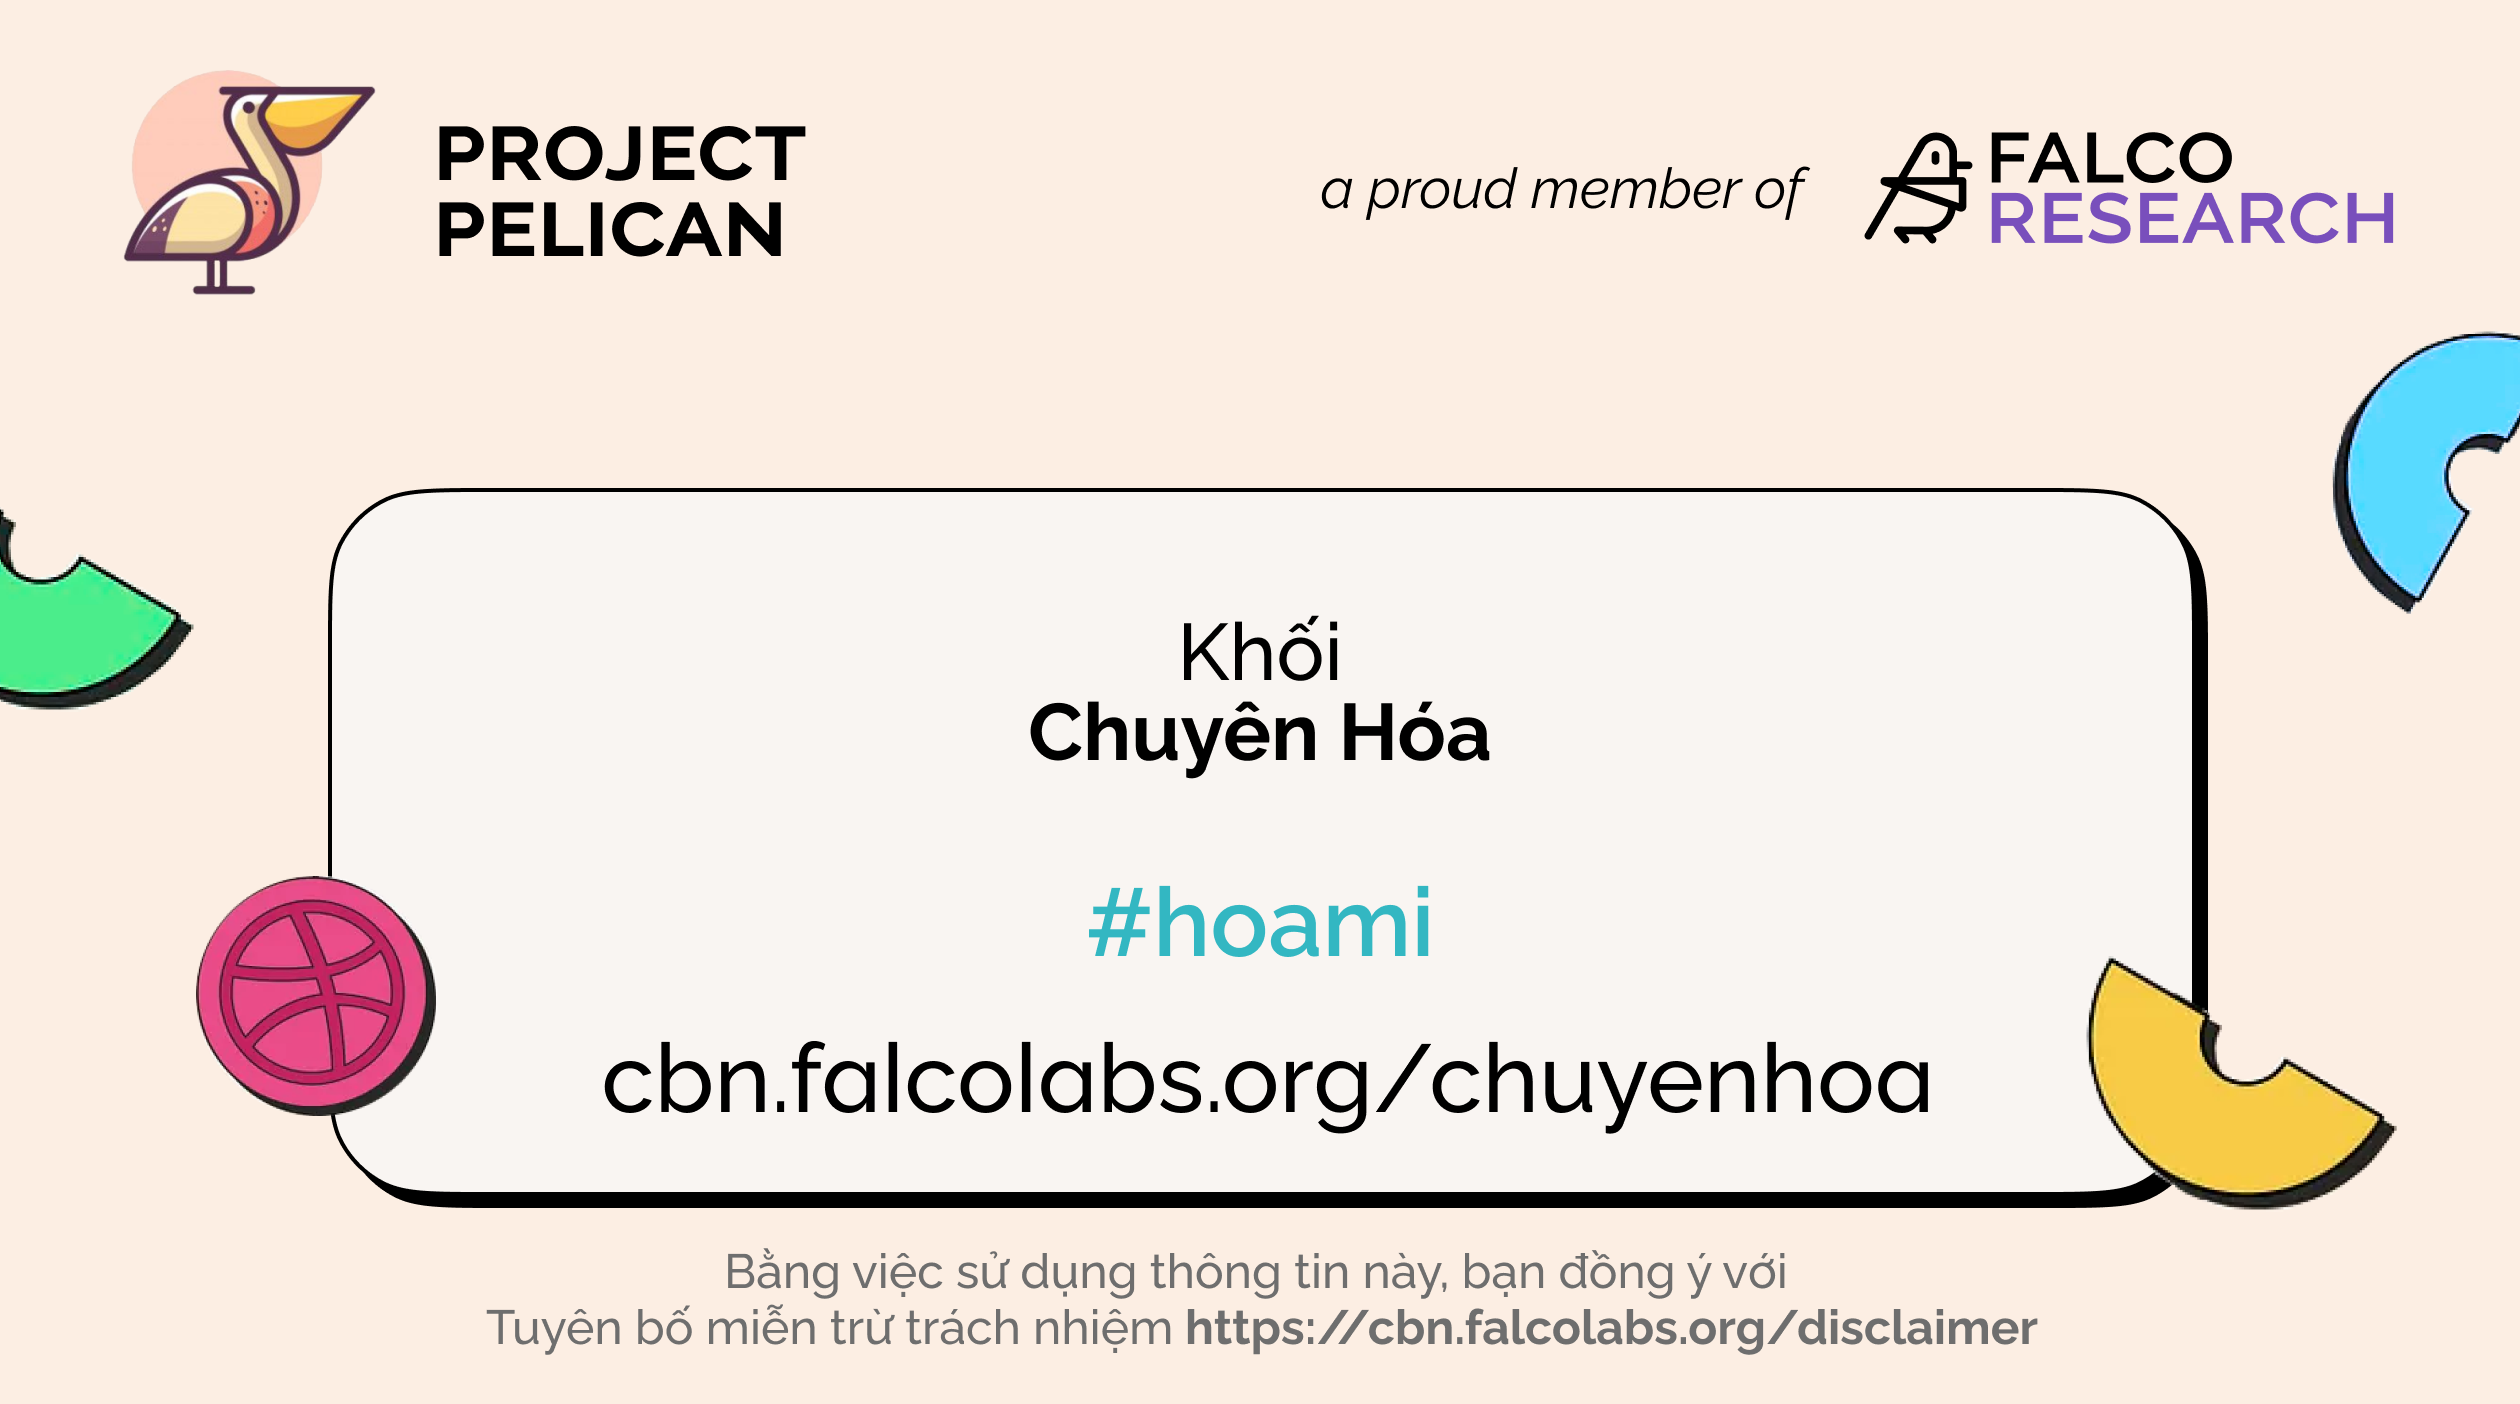 PROJECT
PELICAN
a proud member of
FALCO
RESEARCH
Khối
Chuyên Hóa
#hoami
cbn.falcolabs.org/chuyenhoa
Bằng việc sử dụng thông tin này, bạn đồng ý với
Tuyên bố miễn trừ trách nhiệm https://cbn.falcolabs.org/disclaimer